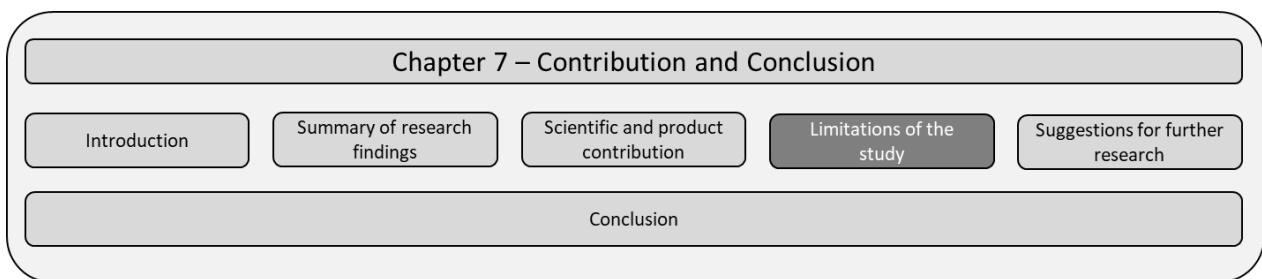 Chapter 7 – Contribution and Conclusion
Introduction
Summary of research
findings
Scientific and product
contribution
Limitations of the
study
Suggestions for further
research
Conclusion